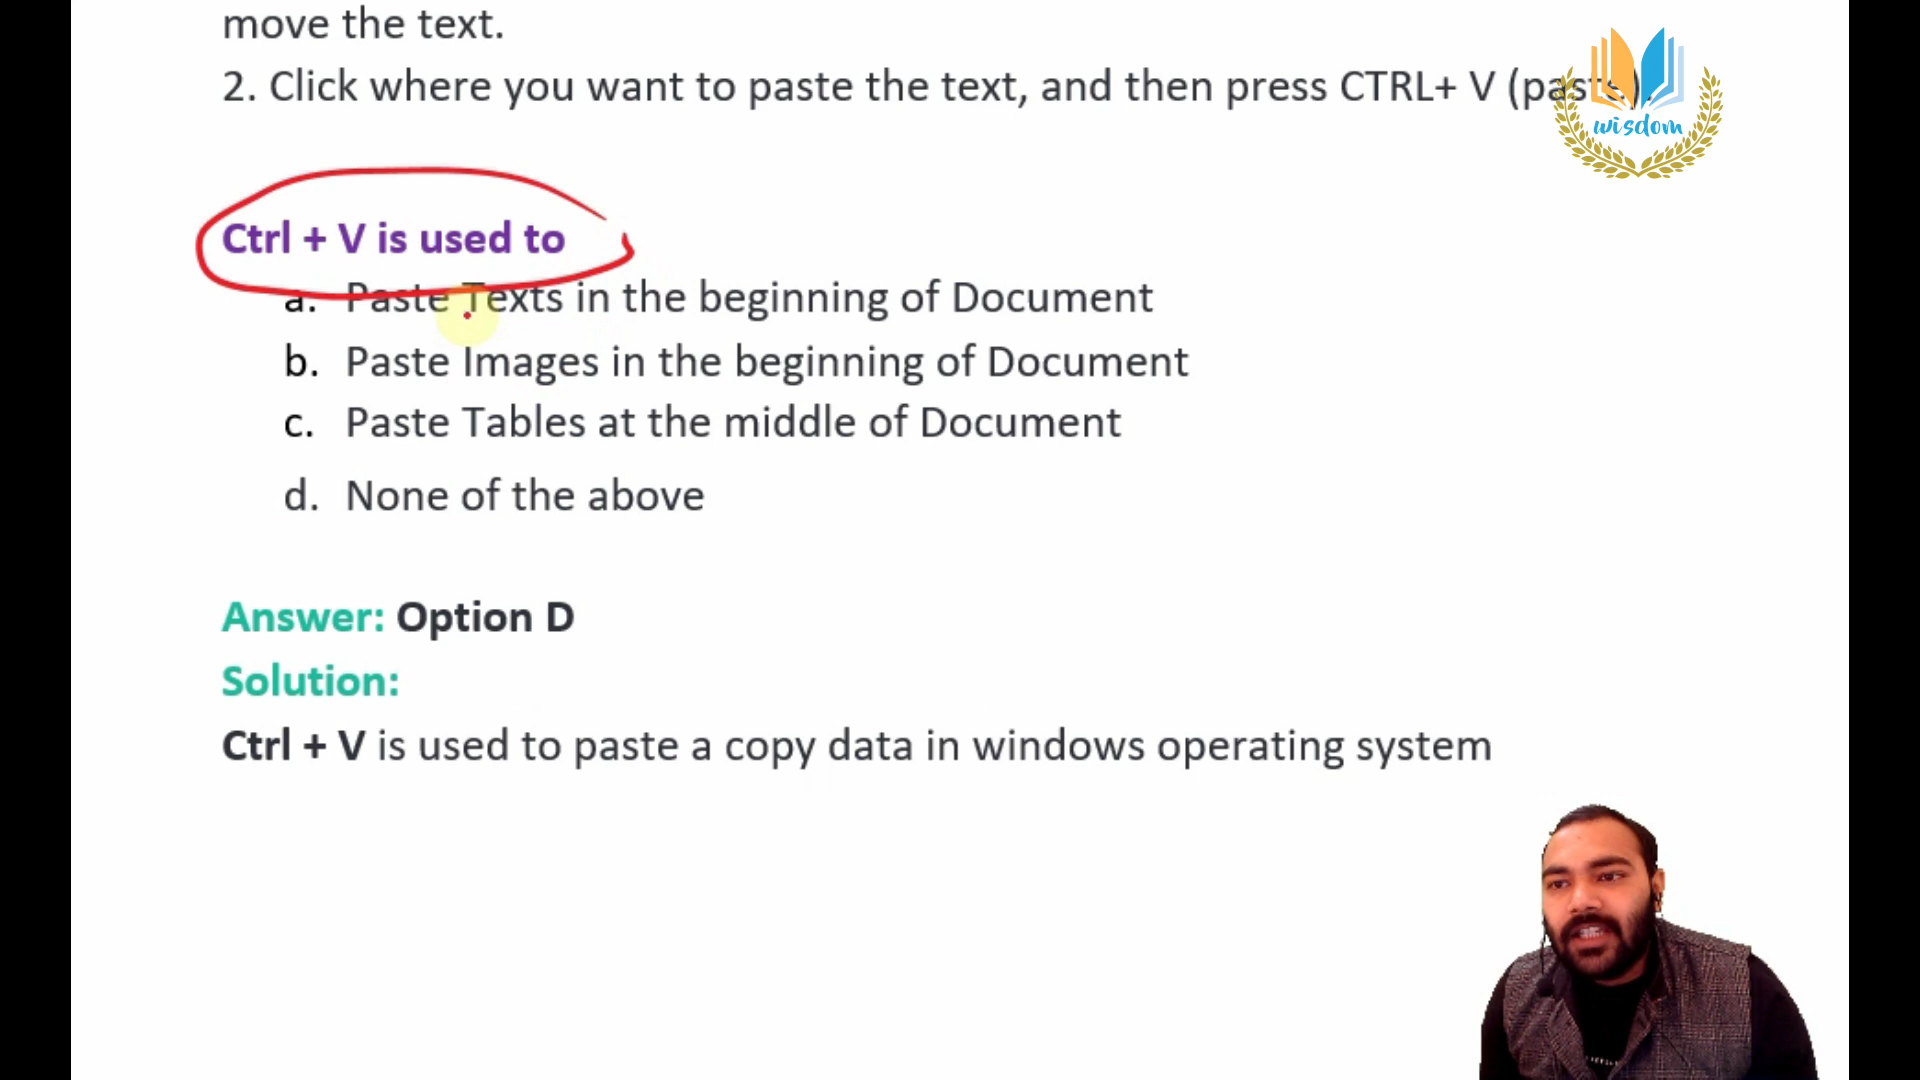 move the text.
2. Click where you want to paste the text, and then press CTRL+ V (paste).
wisdom
Ctrl + V is used to
a. Paste Texts in the beginning of Document
b. Paste Images in the beginning of Document
c. Paste Tables at the middle of Document
d. None of the above
Answer: Option D
Solution:
Ctrl + V is used to paste a copy data in windows operating system